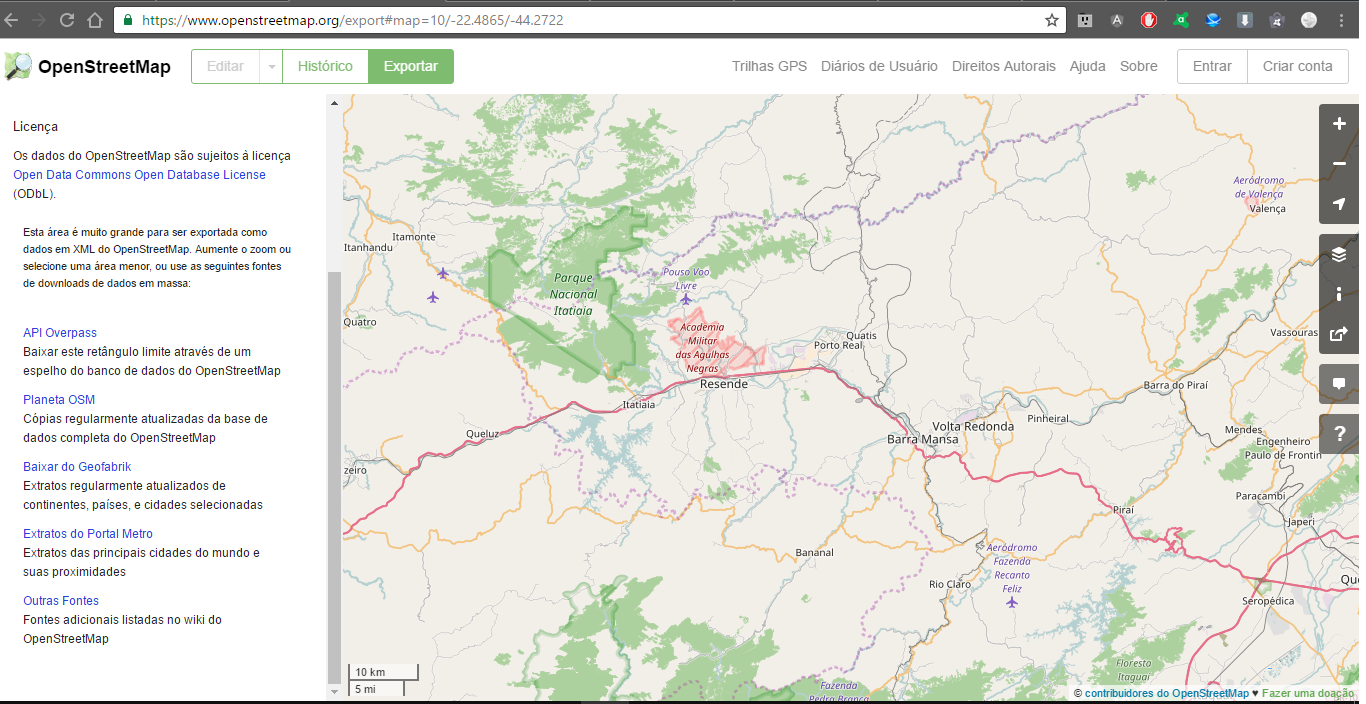 https://www.openstreetmap.org/export#map=10/-22.4865/-44.2722
OpenStreetMap
Editar
Histórico
Exportar
Trilhas GPS
Diários de Usuário
Direitos Autorais
Ajuda
Sobre
Entrar
Criar conta
Licença
Os dados do OpenStreetMap são sujeitos à licença
Open Data Commons Open Database License
(ODbL).
Esta área é muito grande para ser exportada como
dados em XML do OpenStreetMap. Aumente o zoom ou
selecione uma área menor, ou use as seguintes fontes
de downloads de dados em massa:
API Overpass
Baixar este retângulo limite através de um
espelho do banco de dados do OpenStreetMap
Planeta OSM
Cópias regularmente atualizadas da base de
dados completa do OpenStreetMap
Baixar do Geofabrik
Extratos regularmente atualizados de
continentes, países, e cidades selecionadas
Extratos do Portal Metro
Extratos das principais cidades do mundo e
suas proximidades
Outras Fontes
Fontes adicionais listadas no wiki do
OpenStreetMap
Aeródromo
de Valença
Valença
Itamonte
Itanhandu
Parque
Nacional
Itatiaia
Pouso Voo
Livre
Quatro
Academia
Militar
das Agulhas
Negras
Quatis
Porto Real
Vassouras
Resende
Barra do Piraí
Itatiaia
Pinheiral
Volta Redonda
Barra Mansa
Queluz
Mendes
Engenheiro
Paulo de Frontin
zeiro
Paracambi
Piraí
Japeri
Bananal
Aeródromo
Fazenda
Recanto
Feliz
Rio Claro
Que
Seropédica
Floresta
Itaguaí
Fazenda
Pedra Branca
10 km
5 mi
© contribuidores do OpenStreetMap ♥ Fazer uma doação
+
−
i
?